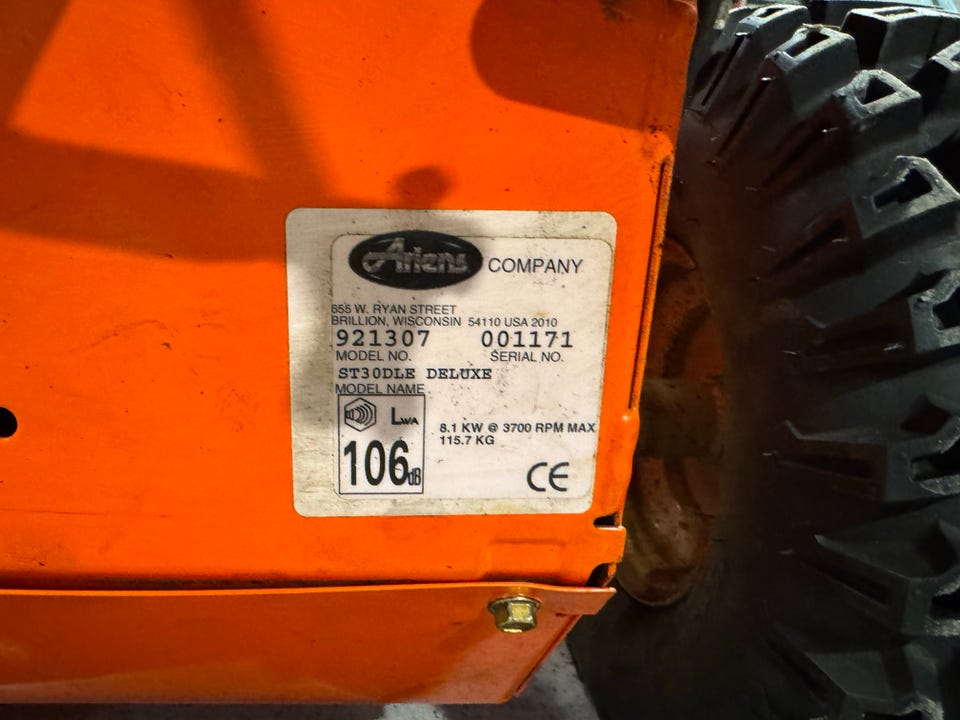 Ariens COMPANY
655 W. RYAN STREET
BRILLION, WISCONSIN 54110 USA 2010
921307 001171
MODEL NO. SERIAL NO.
ST30DLE DELUXE
MODEL NAME
LWA
106dB
8.1 KW @ 3700 RPM MAX
115.7 KG
CE